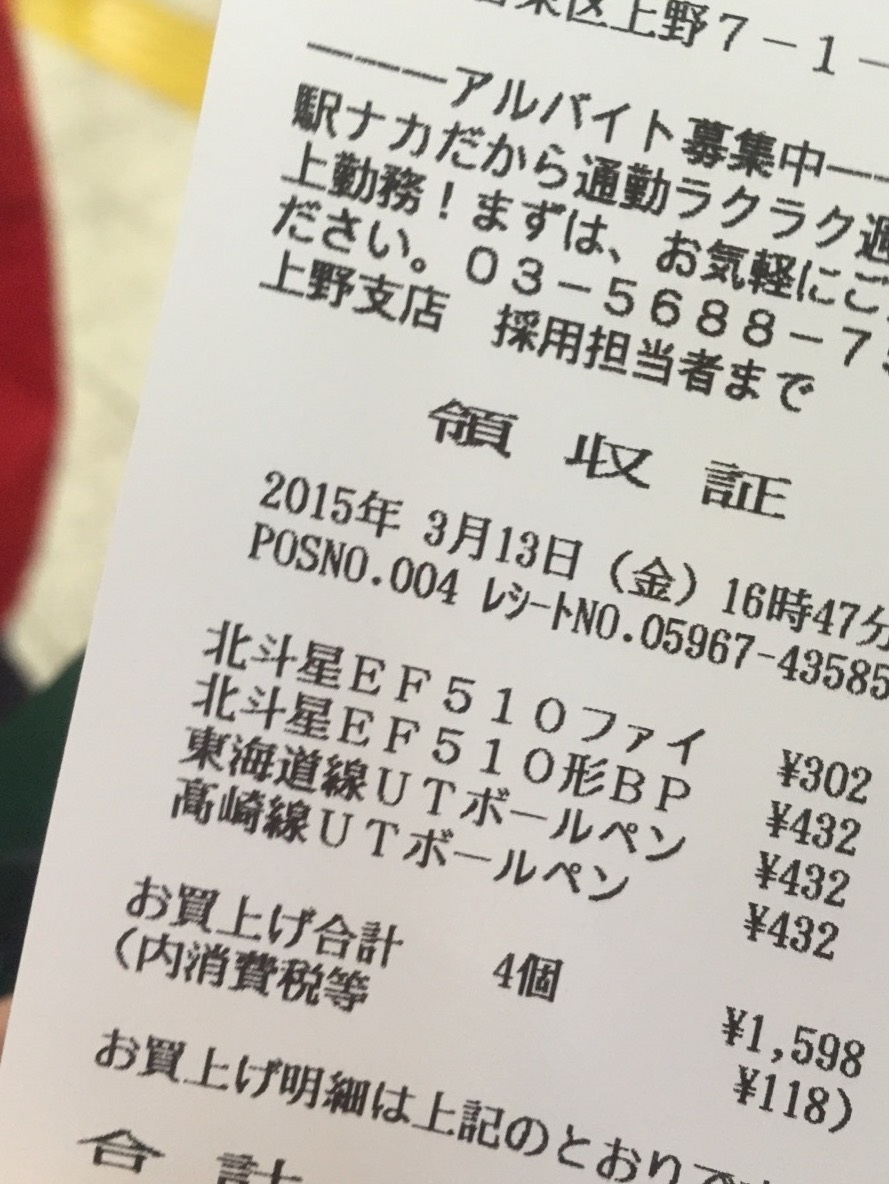 東区上野7-1-
----アルバイト募集中---
駅ナカだから通勤ラクラク週
上勤務!まずは、お気軽にご
ださい。03-5688-7
上野支店 採用担当者まで
領収証
2015年 3月13日(金)16時47分
POSNO.004 レシートNO.05967-43585
北斗星EF510ファイ ¥302
北斗星EF510形BP ¥432
東海道線UTボールペン ¥432
高崎線UTボールペン ¥432
お買上げ合計 4個 ¥1,598
(内消費税等 ¥118)
お買上げ明細は上記のとおりです
合計